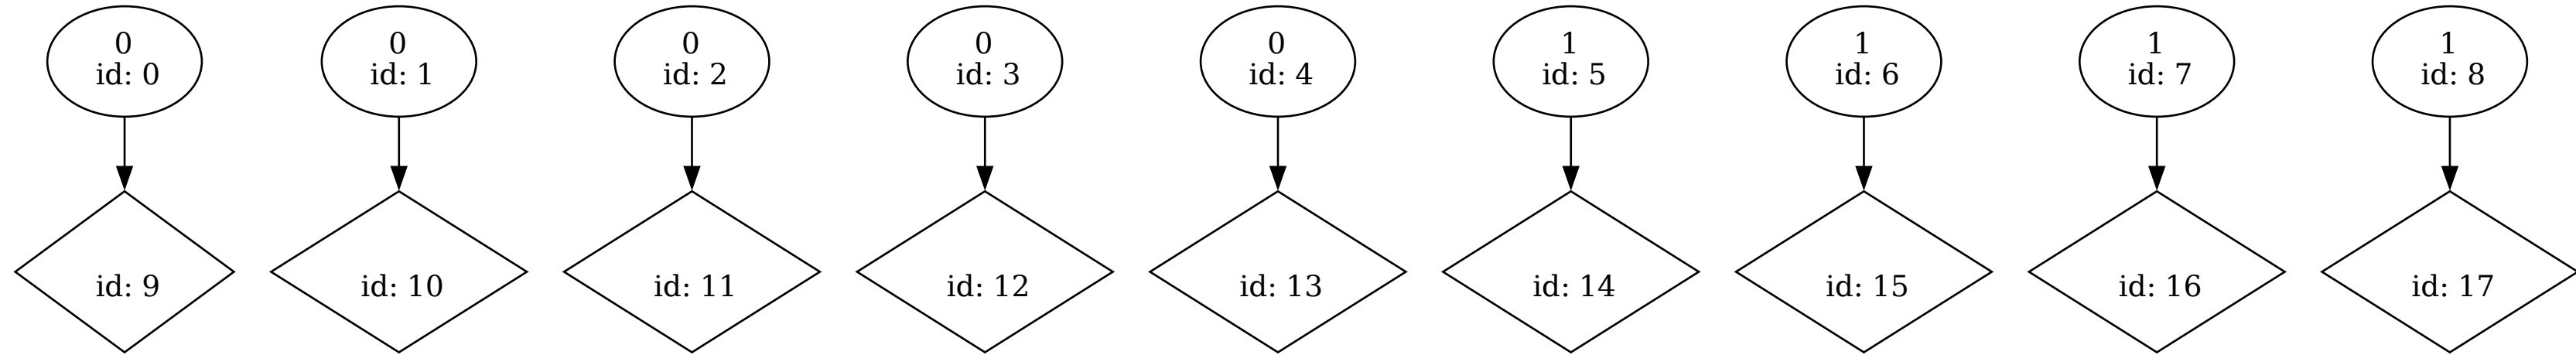 0
id: 0
0
id: 1
0
id: 2
0
id: 3
0
id: 4
1
id: 5
1
id: 6
1
id: 7
1
id: 8
id: 9
id: 10
id: 11
id: 12
id: 13
id: 14
id: 15
id: 16
id: 17